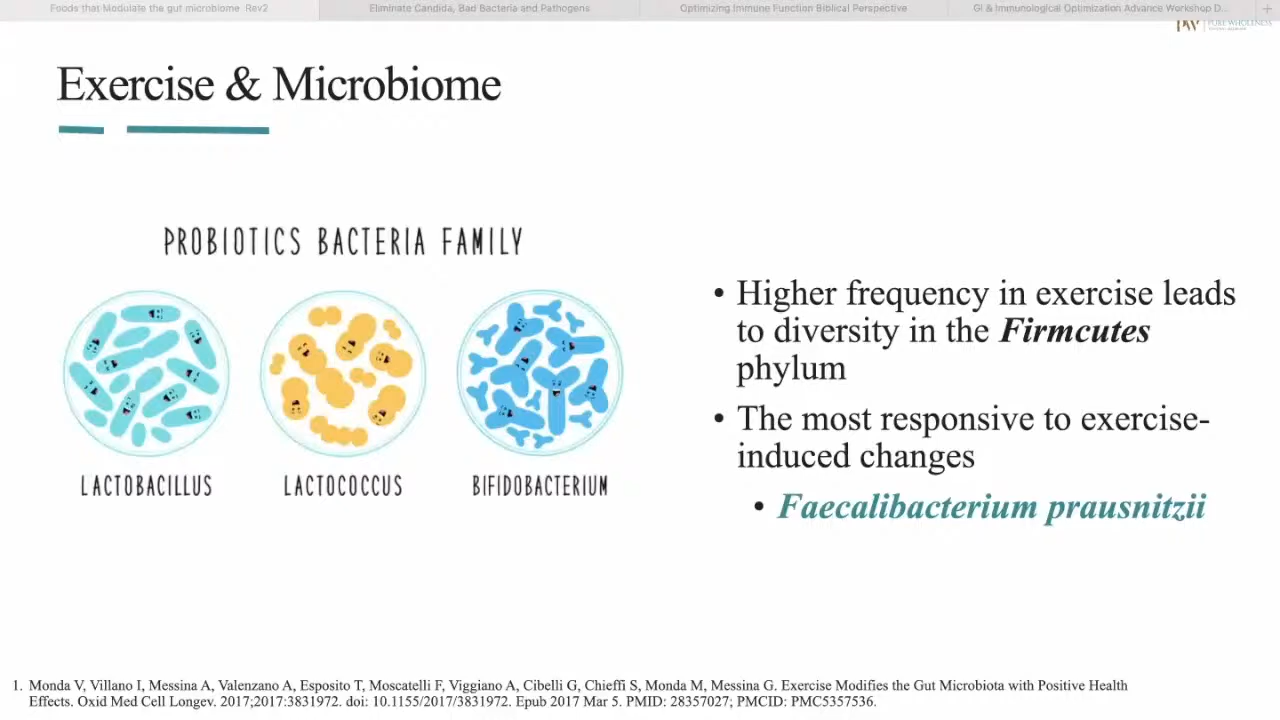 Foods that Modulate the gut microbiome Rev2
Eliminate Candida, Bad Bacteria and Pathogens
Optimizing Immune Function Biblical Perspective
GI & Immunological Optimization Advance Workshop D...
PW
Exercise & Microbiome
PROBIOTICS BACTERIA FAMILY
LACTOBACILLUS
LACTOCOCCUS
BIFIDOBACTERIUM
• Higher frequency in exercise leads
to diversity in the Firmcutes
phylum
• The most responsive to exercise-
induced changes
• Faecalibacterium prausnitzii
1. Monda V, Villano I, Messina A, Valenzano A, Esposito T, Moscatelli F, Viggiano A, Cibelli G, Chieffi S, Monda M, Messina G. Exercise Modifies the Gut Microbiota with Positive Health
Effects. Oxid Med Cell Longev. 2017;2017:3831972. doi: 10.1155/2017/3831972. Epub 2017 Mar 5. PMID: 28357027; PMCID: PMC5357536.